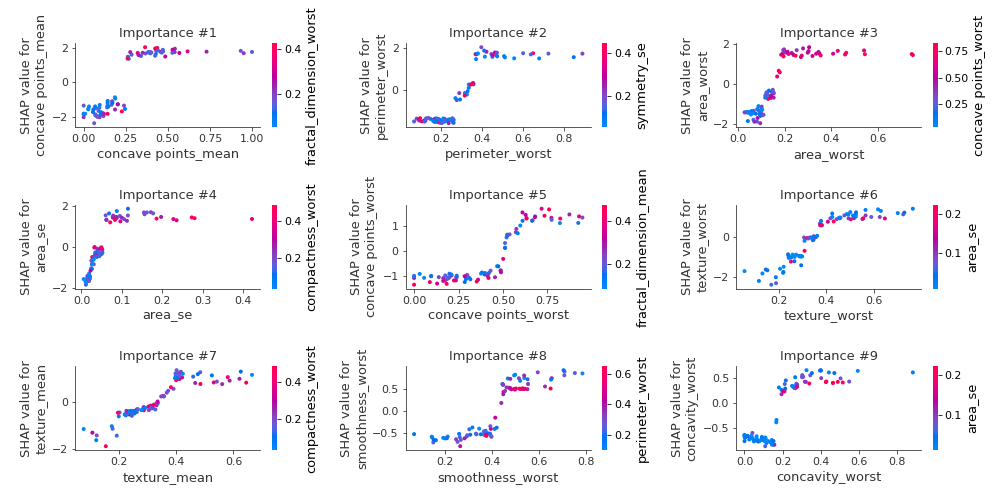 Importance #1
SHAP value for
concave points_mean
2
0
−2
0.00 0.25 0.50 0.75 1.00
concave points_mean
0.4
0.2
fractal_dimension_worst
Importance #2
SHAP value for
perimeter_worst
2
0
0.2 0.4 0.6 0.8
perimeter_worst
0.4
0.2
symmetry_se
Importance #3
SHAP value for
area_worst
2
0
−2
0.0 0.2 0.4 0.6
area_worst
0.75
0.50
0.25
concave points_worst
Importance #4
SHAP value for
area_se
2
0
−2
0.0 0.1 0.2 0.3 0.4
area_se
0.4
0.2
compactness_worst
Importance #5
SHAP value for
concave points_worst
1
0
−1
0.00 0.25 0.50 0.75
concave points_worst
0.4
0.2
fractal_dimension_mean
Importance #6
SHAP value for
texture_worst
0
−2
0.2 0.4 0.6
texture_worst
0.2
0.1
area_se
Importance #7
SHAP value for
texture_mean
0
−2
0.2 0.4 0.6
texture_mean
0.4
0.2
compactness_worst
Importance #8
SHAP value for
smoothness_worst
0.5
0.0
−0.5
0.2 0.4 0.6 0.8
smoothness_worst
0.6
0.4
0.2
perimeter_worst
Importance #9
SHAP value for
concavity_worst
0.5
0.0
−0.5
0.0 0.2 0.4 0.6 0.8
concavity_worst
0.2
0.1
area_se